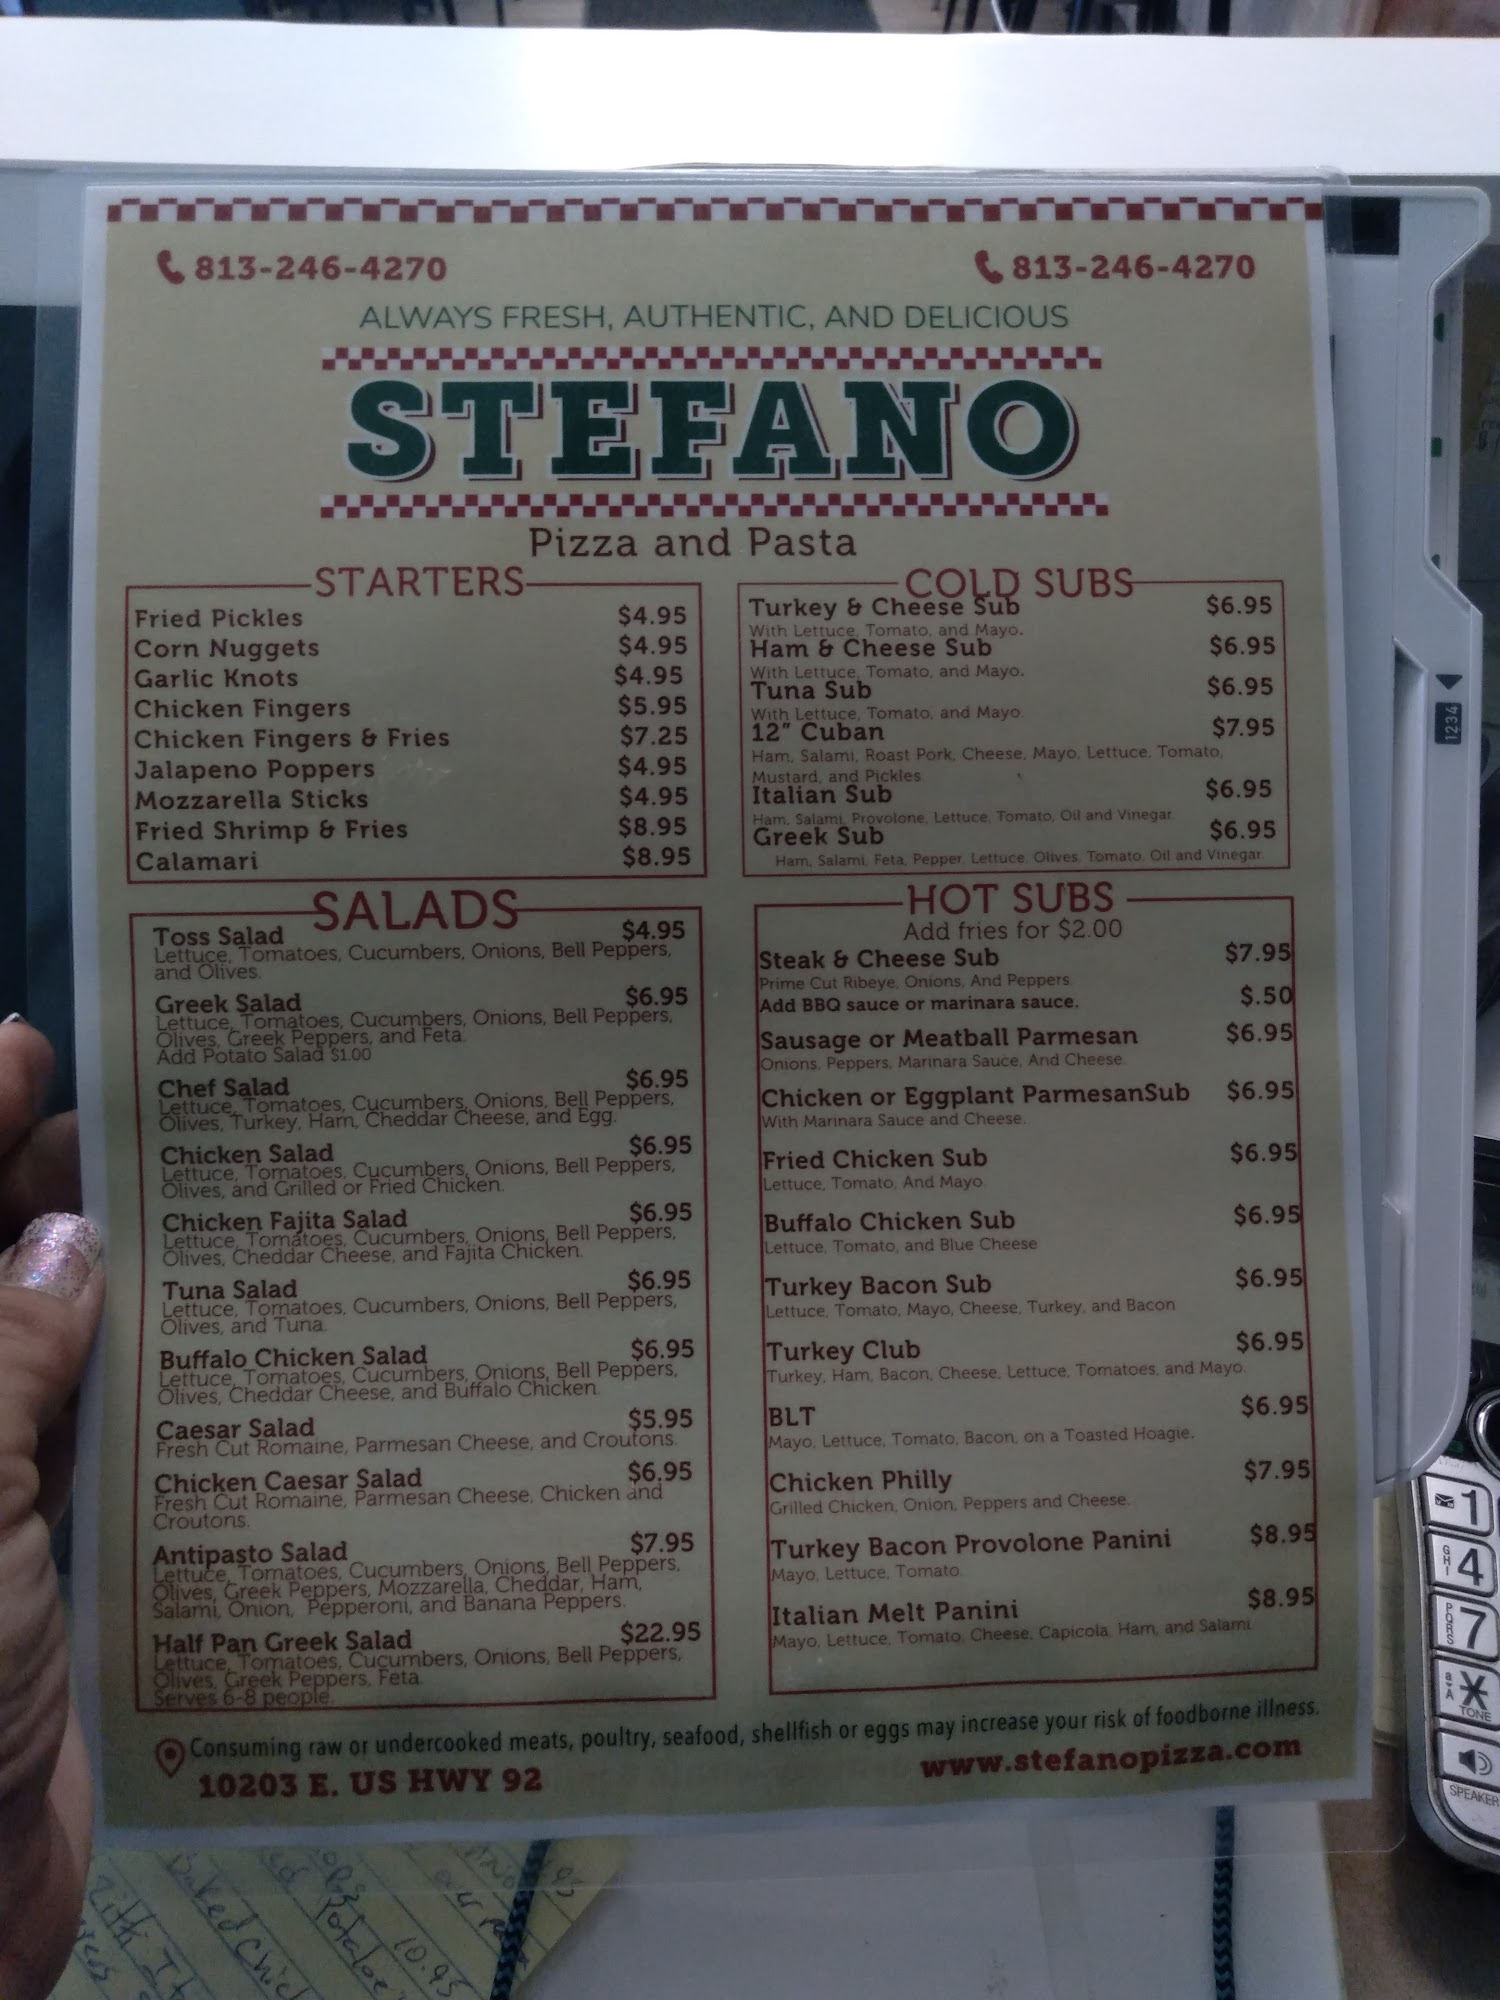 813-246-4270
813-246-4270
ALWAYS FRESH, AUTHENTIC, AND DELICIOUS
STEFANO
Pizza and Pasta
STARTERS
Fried Pickles $4.95
Corn Nuggets $4.95
Garlic Knots $4.95
Chicken Fingers $5.95
Chicken Fingers & Fries $7.25
Jalapeno Poppers $4.95
Mozzarella Sticks $4.95
Fried Shrimp & Fries $8.95
Calamari $8.95
SALADS
Toss Salad $4.95
Lettuce, Tomatoes, Cucumbers, Onions, Bell Peppers,
and Olives.
Greek Salad $6.95
Lettuce, Tomatoes, Cucumbers, Onions, Bell Peppers,
Olives, Greek Peppers, and Feta.
Add Potato Salad $1.00
Chef Salad $6.95
Lettuce, Tomatoes, Cucumbers, Onions, Bell Peppers,
Olives, Turkey, Ham, Cheddar Cheese, and Egg.
Chicken Salad $6.95
Lettuce, Tomatoes, Cucumbers, Onions, Bell Peppers,
Olives, and Grilled or Fried Chicken.
Chicken Fajita Salad $6.95
Lettuce, Tomatoes, Cucumbers, Onions, Bell Peppers,
Olives, Cheddar Cheese, and Fajita Chicken.
Tuna Salad $6.95
Lettuce, Tomatoes, Cucumbers, Onions, Bell Peppers,
Olives, and Tuna.
Buffalo Chicken Salad $6.95
Lettuce, Tomatoes, Cucumbers, Onions, Bell Peppers,
Olives, Cheddar Cheese, and Buffalo Chicken.
Caesar Salad $5.95
Fresh Cut Romaine, Parmesan Cheese, and Croutons.
Chicken Caesar Salad $6.95
Fresh Cut Romaine, Parmesan Cheese, Chicken and
Croutons.
Antipasto Salad $7.95
Lettuce, Tomatoes, Cucumbers, Onions, Bell Peppers,
Olives, Greek Peppers, Mozzarella, Cheddar, Ham,
Salami, Onion, Pepperoni, and Banana Peppers.
Half Pan Greek Salad $22.95
Lettuce, Tomatoes, Cucumbers, Onions, Bell Peppers,
Olives, Greek Peppers, Feta.
Serves 6-8 people.
COLD SUBS
Turkey & Cheese Sub $6.95
With Lettuce, Tomato, and Mayo.
Ham & Cheese Sub $6.95
With Lettuce, Tomato, and Mayo.
Tuna Sub $6.95
With Lettuce, Tomato, and Mayo.
12" Cuban $7.95
Ham, Salami, Roast Pork, Cheese, Mayo, Lettuce, Tomato,
Mustard, and Pickles
Italian Sub $6.95
Ham, Salami, Provolone, Lettuce, Tomato, Oil and Vinegar
Greek Sub $6.95
Ham, Salami, Feta, Pepper, Lettuce, Olives, Tomato, Oil and Vinegar
HOT SUBS
Add fries for $2.00
Steak & Cheese Sub $7.95
Prime Cut Ribeye, Onions, And Peppers.
Add BBQ sauce or marinara sauce. $.50
Sausage or Meatball Parmesan $6.95
Onions, Peppers, Marinara Sauce, And Cheese
Chicken or Eggplant ParmesanSub $6.95
With Marinara Sauce and Cheese.
Fried Chicken Sub $6.95
Lettuce, Tomato, And Mayo
Buffalo Chicken Sub $6.95
Lettuce, Tomato, and Blue Cheese
Turkey Bacon Sub $6.95
Lettuce, Tomato, Mayo, Cheese, Turkey, and Bacon
Turkey Club $6.95
Turkey, Ham, Bacon, Cheese, Lettuce, Tomatoes, and Mayo.
BLT $6.95
Mayo, Lettuce, Tomato, Bacon, on a Toasted Hoagie.
Chicken Philly $7.95
Grilled Chicken, Onion, Peppers and Cheese.
Turkey Bacon Provolone Panini $8.95
Mayo, Lettuce, Tomato.
Italian Melt Panini $8.95
Mayo, Lettuce, Tomato, Cheese, Capicola, Ham, and Salami
Consuming raw or undercooked meats, poultry, seafood, shellfish or eggs may increase your risk of foodborne illness.
10203 E. US HWY 92
www.stefanopizza.com
1234
1
GHI 4
PQRS 7
a→A *
TONE
SPEAKER
Baked Chic
Potatoe
10.95